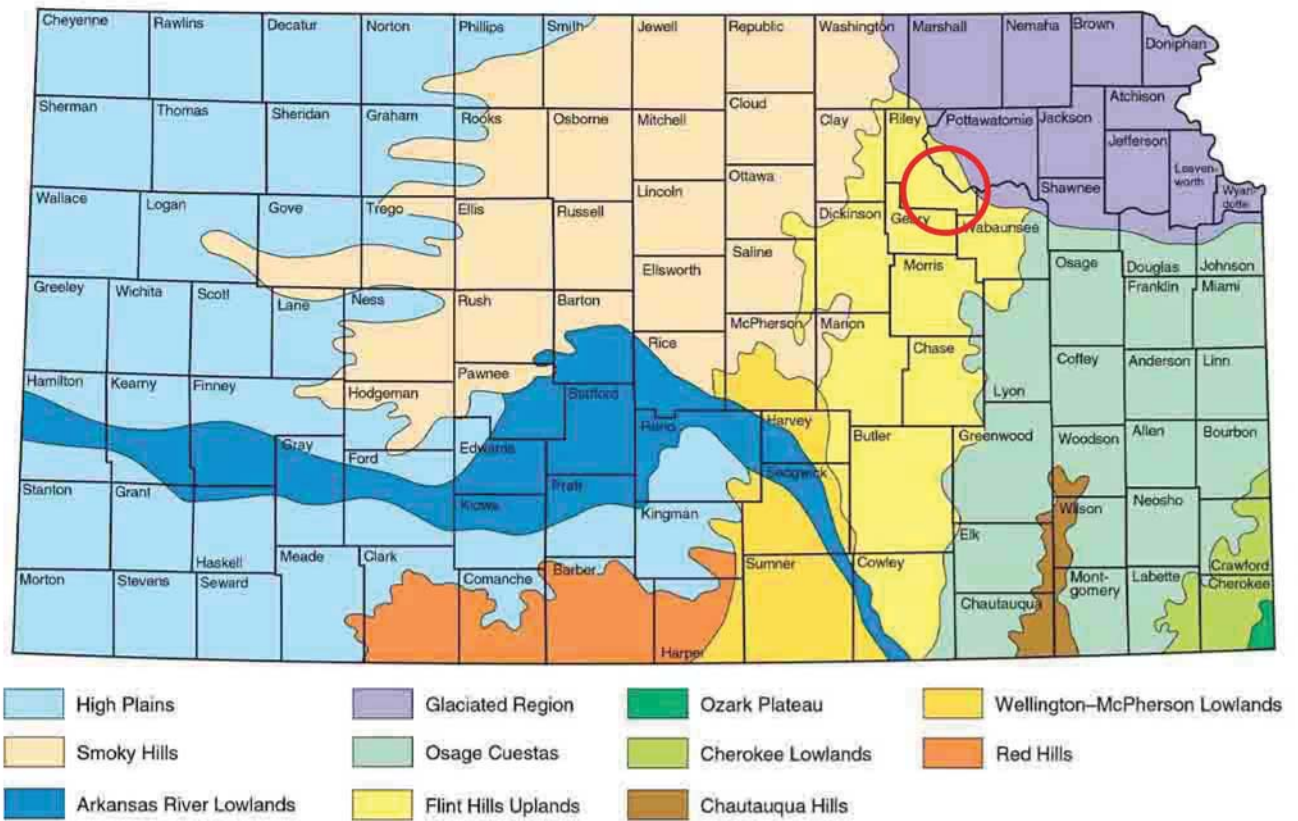 Cheyenne Rawlins Decatur Norton Phillips Smith Jewell Republic Washington Marshall Nemaha Brown
Doniphan
Sherman Thomas Sheridan Graham Rooks Osborne Mitchell Cloud Clay Riley Pottawatomie Jackson Atchison
Jefferson
Leaven-
worth
Wyan-
dotte
Wallace Logan Gove Trego Ellis Russell Lincoln Ottawa Dickinson Geary Wabaunsee Shawnee
Ellsworth Saline Morris Osage Douglas Johnson
Greeley Wichita Scott Lane Ness Rush Barton McPherson Marion Franklin Miami
Rice Chase
Hamilton Kearny Finney Hodgeman Pawnee Stafford Lyon Coffey Anderson Linn
Gray Ford Edwards Reno Harvey Butler Greenwood Woodson Allen Bourbon
Sedgwick
Stanton Grant Haskell Kiowa Pratt Kingman Elk Wilson Neosho Crawford
Morton Stevens Seward Meade Clark Comanche Barber Sumner Cowley Chautauqua Mont-
gomery
Labette Cherokee
Harper
High Plains
Smoky Hills
Arkansas River Lowlands
Glaciated Region
Osage Cuestas
Flint Hills Uplands
Ozark Plateau
Cherokee Lowlands
Chautauqua Hills
Wellington–McPherson Lowlands
Red Hills